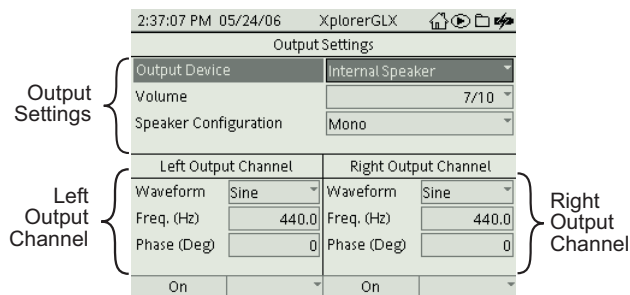 2:37:07 PM 05/24/06 XplorerGLX
Output Settings
Output Device Internal Speaker
Volume 7/10
Speaker Configuration Mono
Output
Settings
Left Output Channel Right Output Channel
Waveform Sine Waveform Sine
Freq. (Hz) 440.0 Freq. (Hz) 440.0
Phase (Deg) 0 Phase (Deg) 0
On On
Left
Output
Channel
Right
Output
Channel